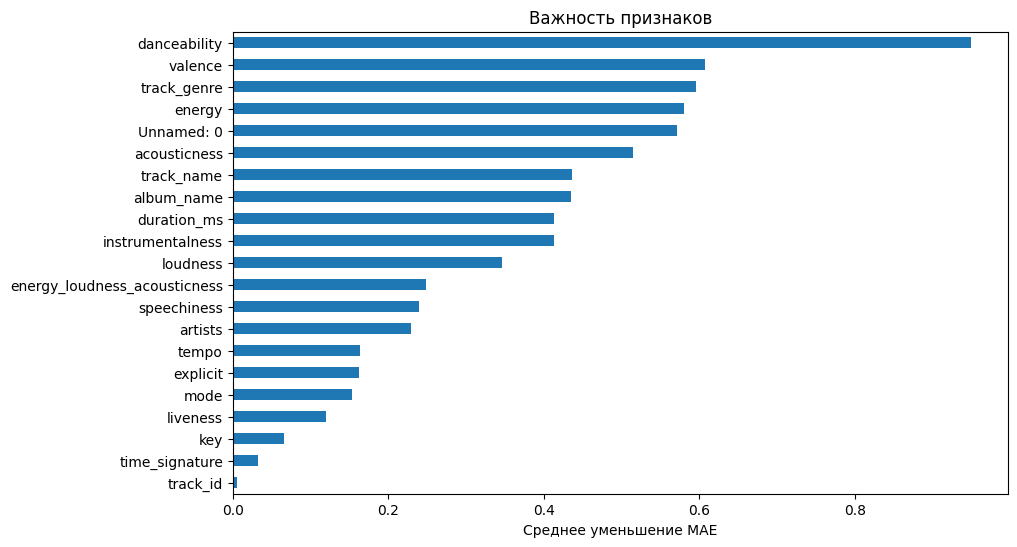 Важность признаков
danceability
valence
track_genre
energy
Unnamed: 0
acousticness
track_name
album_name
duration_ms
instrumentalness
loudness
energy_loudness_acousticness
speechiness
artists
tempo
explicit
mode
liveness
key
time_signature
track_id
0.0 0.2 0.4 0.6 0.8
Среднее уменьшение MAE